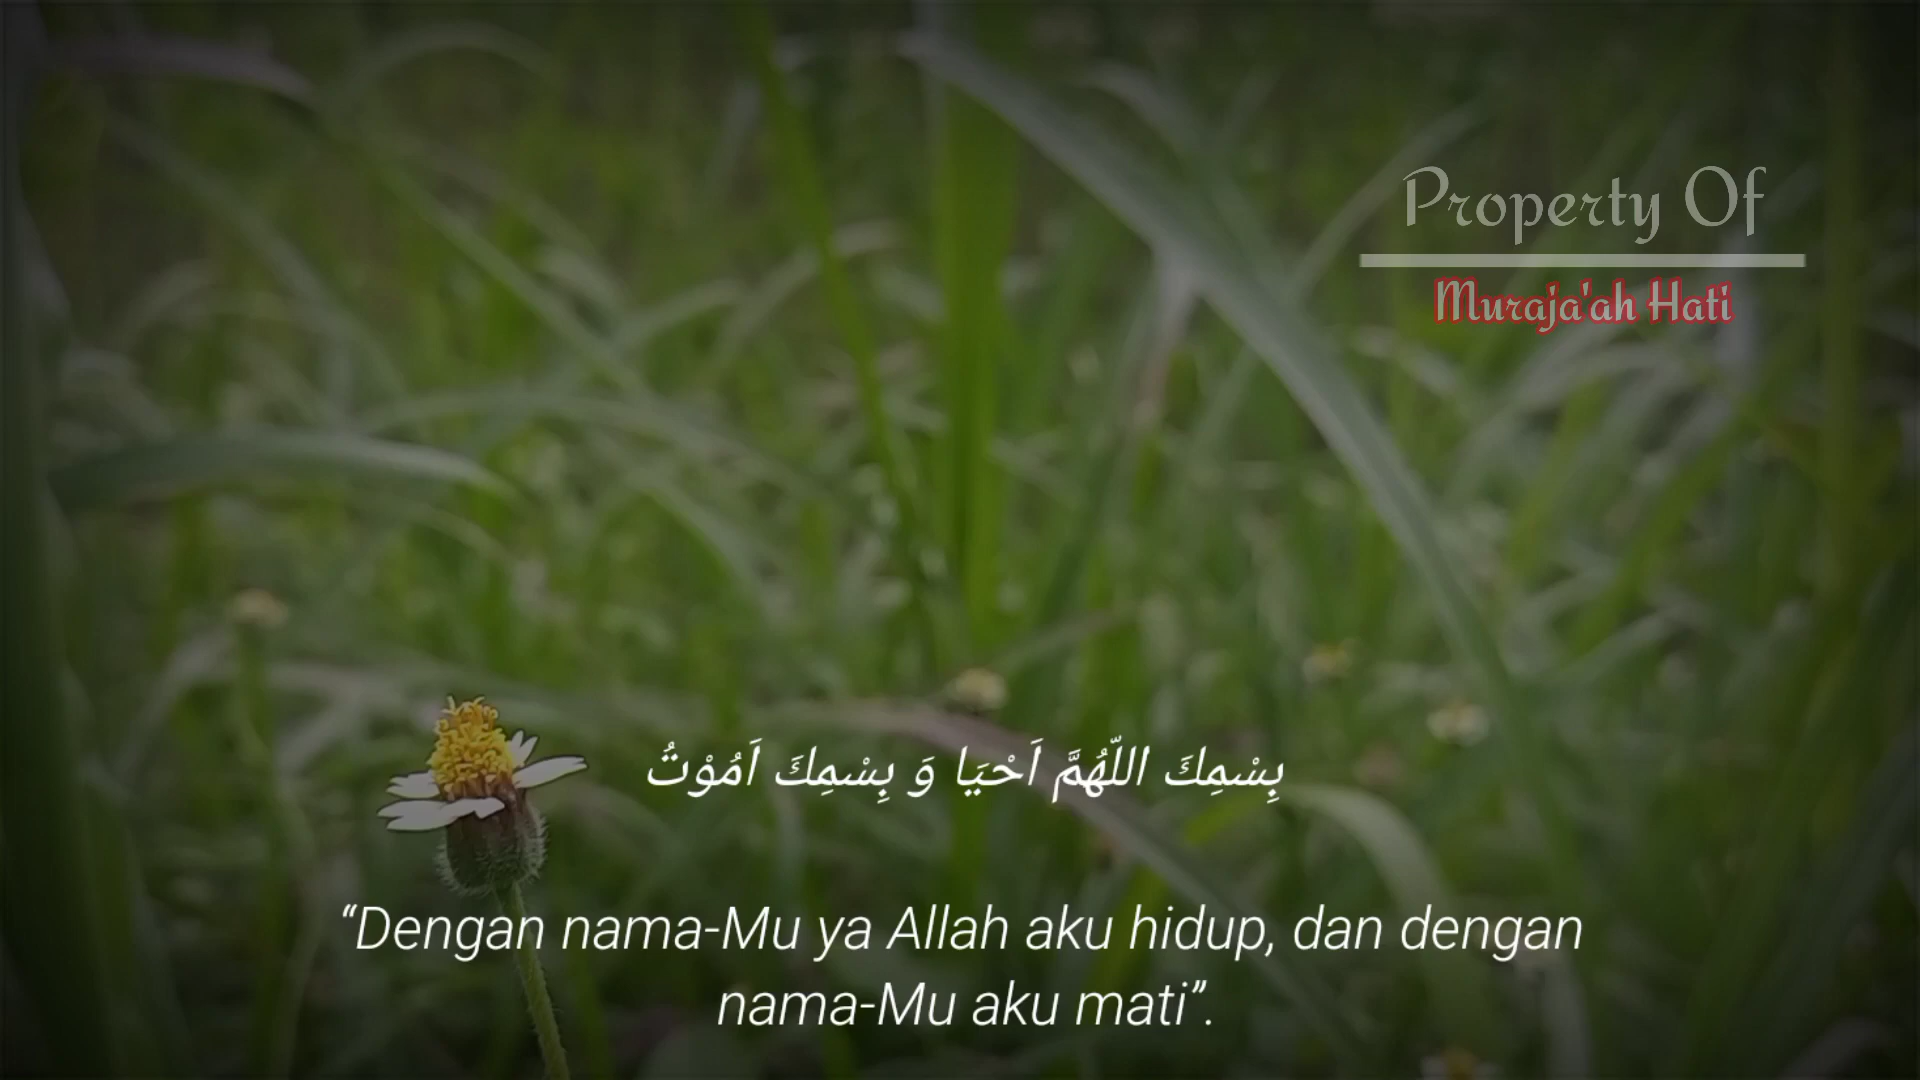 Property Of
Muraja'ah Hati
بِسْمِكَ اللّهُمَّ اَحْيَا وَ بِسْمِكَ اَمُوْتُ
“Dengan nama-Mu ya Allah aku hidup, dan dengan
nama-Mu aku mati”.